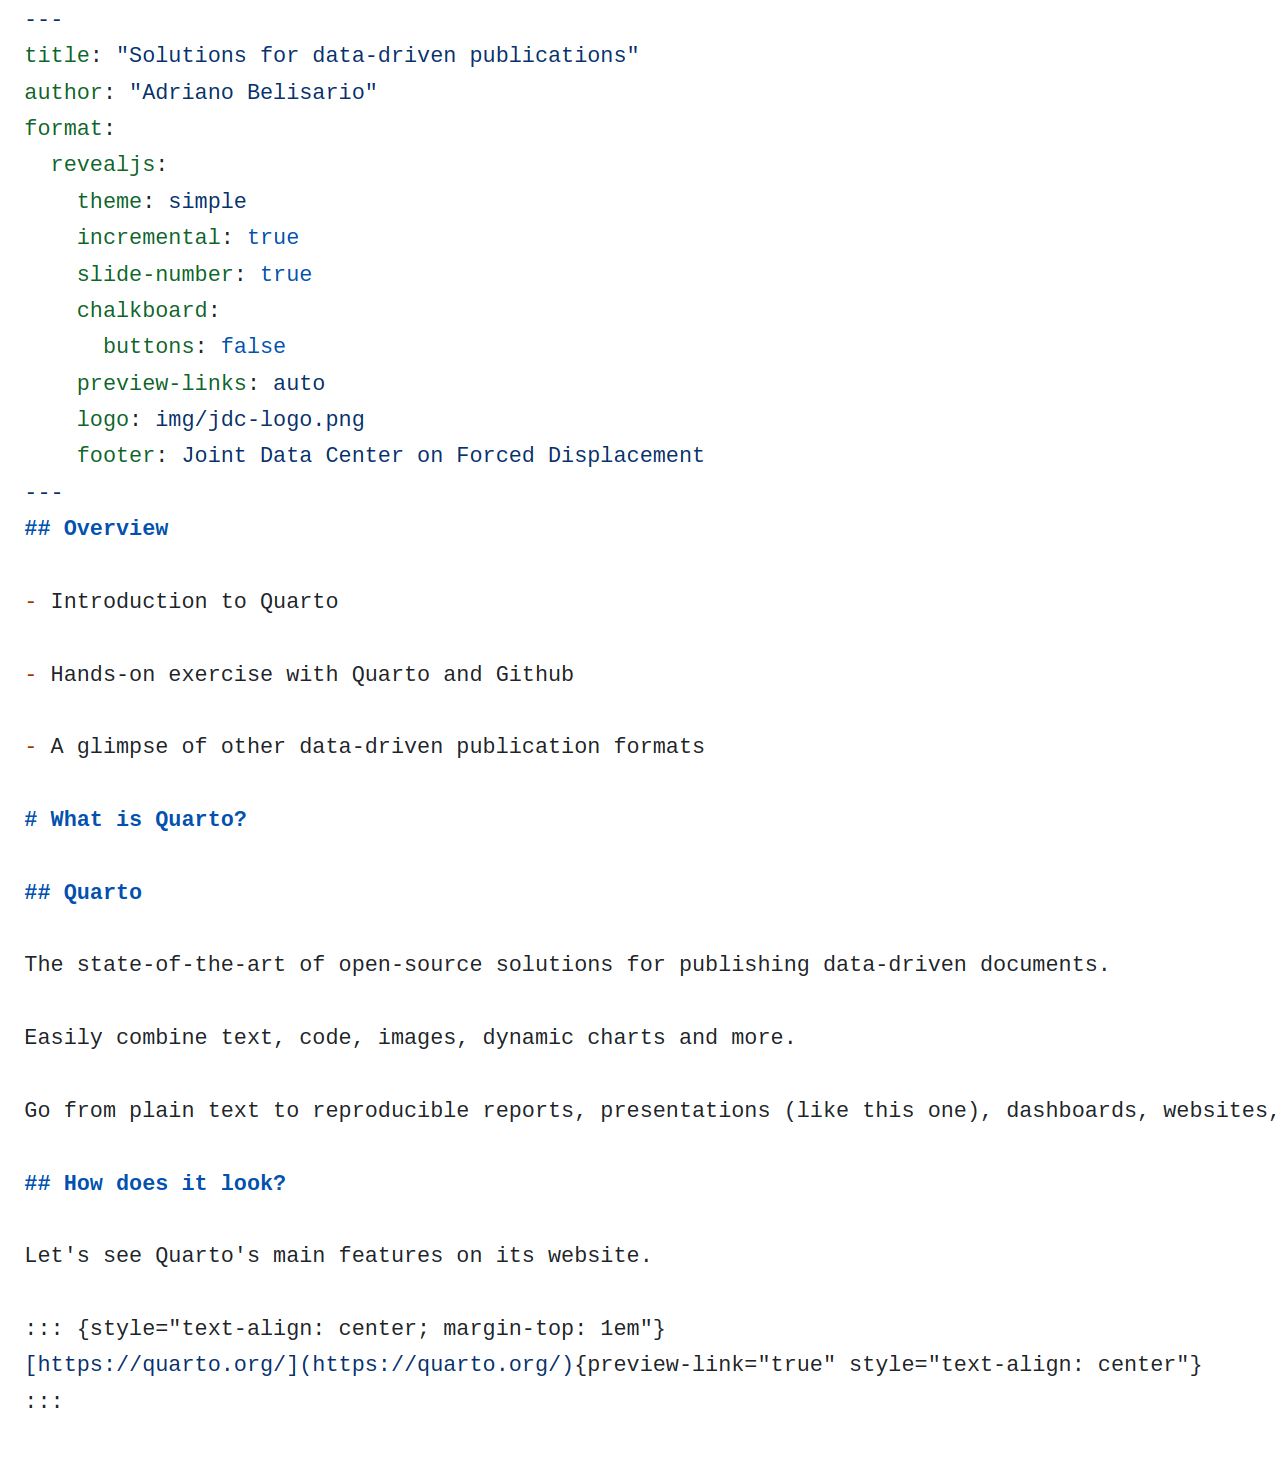 ---
title: "Solutions for data-driven publications"
author: "Adriano Belisario"
format:
  revealjs:
    theme: simple
    incremental: true
    slide-number: true
    chalkboard:
      buttons: false
    preview-links: auto
    logo: img/jdc-logo.png
    footer: Joint Data Center on Forced Displacement
---
## Overview

- Introduction to Quarto

- Hands-on exercise with Quarto and Github

- A glimpse of other data-driven publication formats

# What is Quarto?

## Quarto

The state-of-the-art of open-source solutions for publishing data-driven documents.

Easily combine text, code, images, dynamic charts and more.

Go from plain text to reproducible reports, presentations (like this one), dashboards, websites,

## How does it look?

Let's see Quarto's main features on its website.

::: {style="text-align: center; margin-top: 1em"}
[https://quarto.org/](https://quarto.org/){preview-link="true" style="text-align: center"}
:::